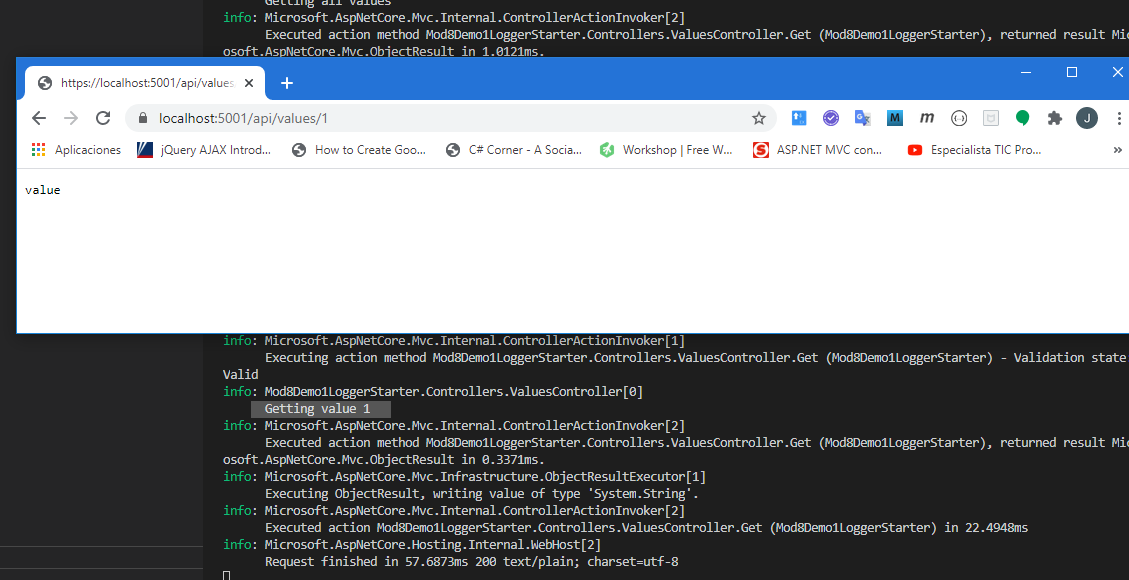 Getting all values
info: Microsoft.AspNetCore.Mvc.Internal.ControllerActionInvoker[2]
Executed action method Mod8Demo1LoggerStarter.Controllers.ValuesController.Get (Mod8Demo1LoggerStarter), returned result Mic
osoft.AspNetCore.Mvc.ObjectResult in 1.0121ms.
https://localhost:5001/api/values
localhost:5001/api/values/1
M
m
J
Aplicaciones
jQuery AJAX Introd...
How to Create Goo...
C# Corner - A Socia...
Workshop | Free W...
ASP.NET MVC con...
Especialista TIC Pro...
»
value
info: Microsoft.AspNetCore.Mvc.Internal.ControllerActionInvoker[1]
Executing action method Mod8Demo1LoggerStarter.Controllers.ValuesController.Get (Mod8Demo1LoggerStarter) - Validation state
Valid
info: Mod8Demo1LoggerStarter.Controllers.ValuesController[0]
Getting value 1
info: Microsoft.AspNetCore.Mvc.Internal.ControllerActionInvoker[2]
Executed action method Mod8Demo1LoggerStarter.Controllers.ValuesController.Get (Mod8Demo1LoggerStarter), returned result Mic
osoft.AspNetCore.Mvc.ObjectResult in 0.3371ms.
info: Microsoft.AspNetCore.Mvc.Infrastructure.ObjectResultExecutor[1]
Executing ObjectResult, writing value of type 'System.String'.
info: Microsoft.AspNetCore.Mvc.Internal.ControllerActionInvoker[2]
Executed action Mod8Demo1LoggerStarter.Controllers.ValuesController.Get (Mod8Demo1LoggerStarter) in 22.4948ms
info: Microsoft.AspNetCore.Hosting.Internal.WebHost[2]
Request finished in 57.6873ms 200 text/plain; charset=utf-8